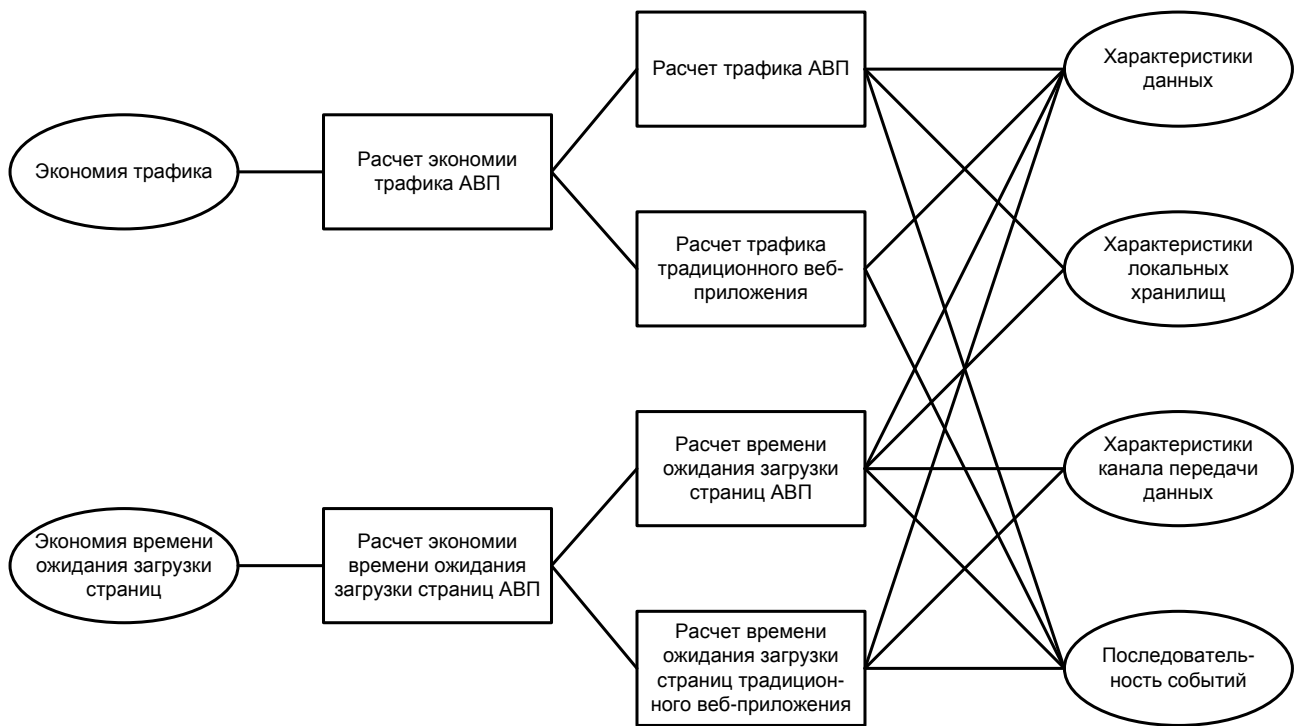 Расчет трафика АВП
Характеристики
данных
Экономия трафика
Расчет экономии
трафика АВП
Расчет трафика
традиционного веб-
приложения
Характеристики
локальных
хранилищ
Расчет времени
ожидания загрузки
страниц АВП
Характеристики
канала передачи
данных
Экономия времени
ожидания загрузки
страниц
Расчет экономии
времени ожидания
загрузки страниц АВП
Расчет времени
ожидания загрузки
страниц традицион-
ного веб-приложения
Последователь-
ность событий